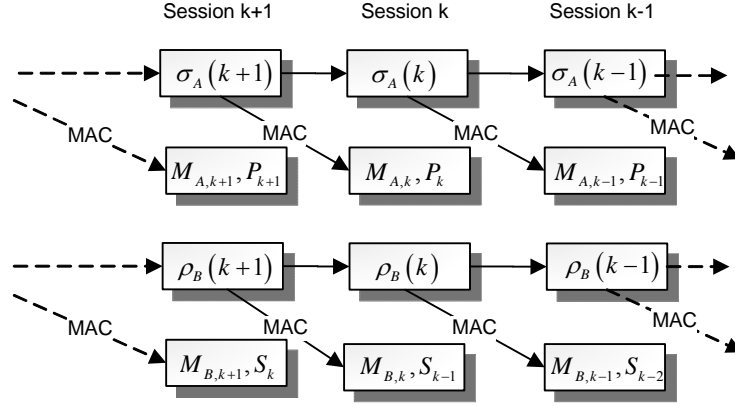 Session k+1 Session k Session k-1
σ_A(k+1) σ_A(k) σ_A(k−1)
MAC MAC MAC MAC
M_{A,k+1}, P_{k+1} M_{A,k}, P_k M_{A,k−1}, P_{k−1}
ρ_B(k+1) ρ_B(k) ρ_B(k−1)
MAC MAC MAC MAC
M_{B,k+1}, S_k M_{B,k}, S_{k−1} M_{B,k−1}, S_{k−2}